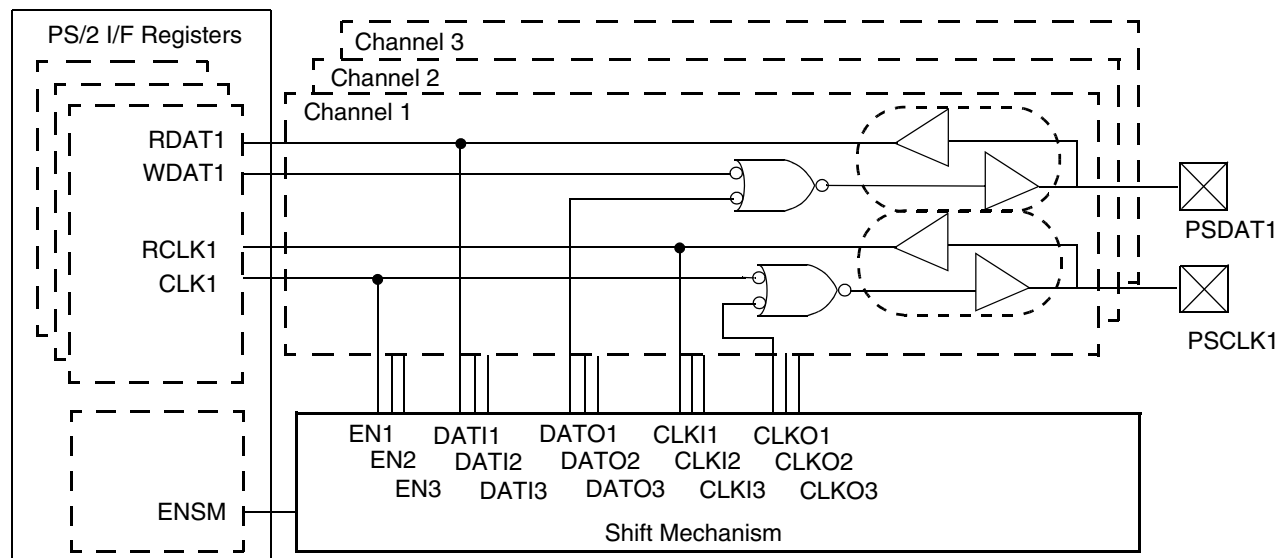 PS/2 I/F Registers
Channel 3
Channel 2
Channel 1
RDAT1
WDAT1
RCLK1
CLK1
PSDAT1
PSCLK1
EN1 DATI1 DATO1 CLKI1 CLKO1
EN2 DATI2 DATO2 CLKI2 CLKO2
EN3 DATI3 DATO3 CLKI3 CLKO3
ENSM
Shift Mechanism